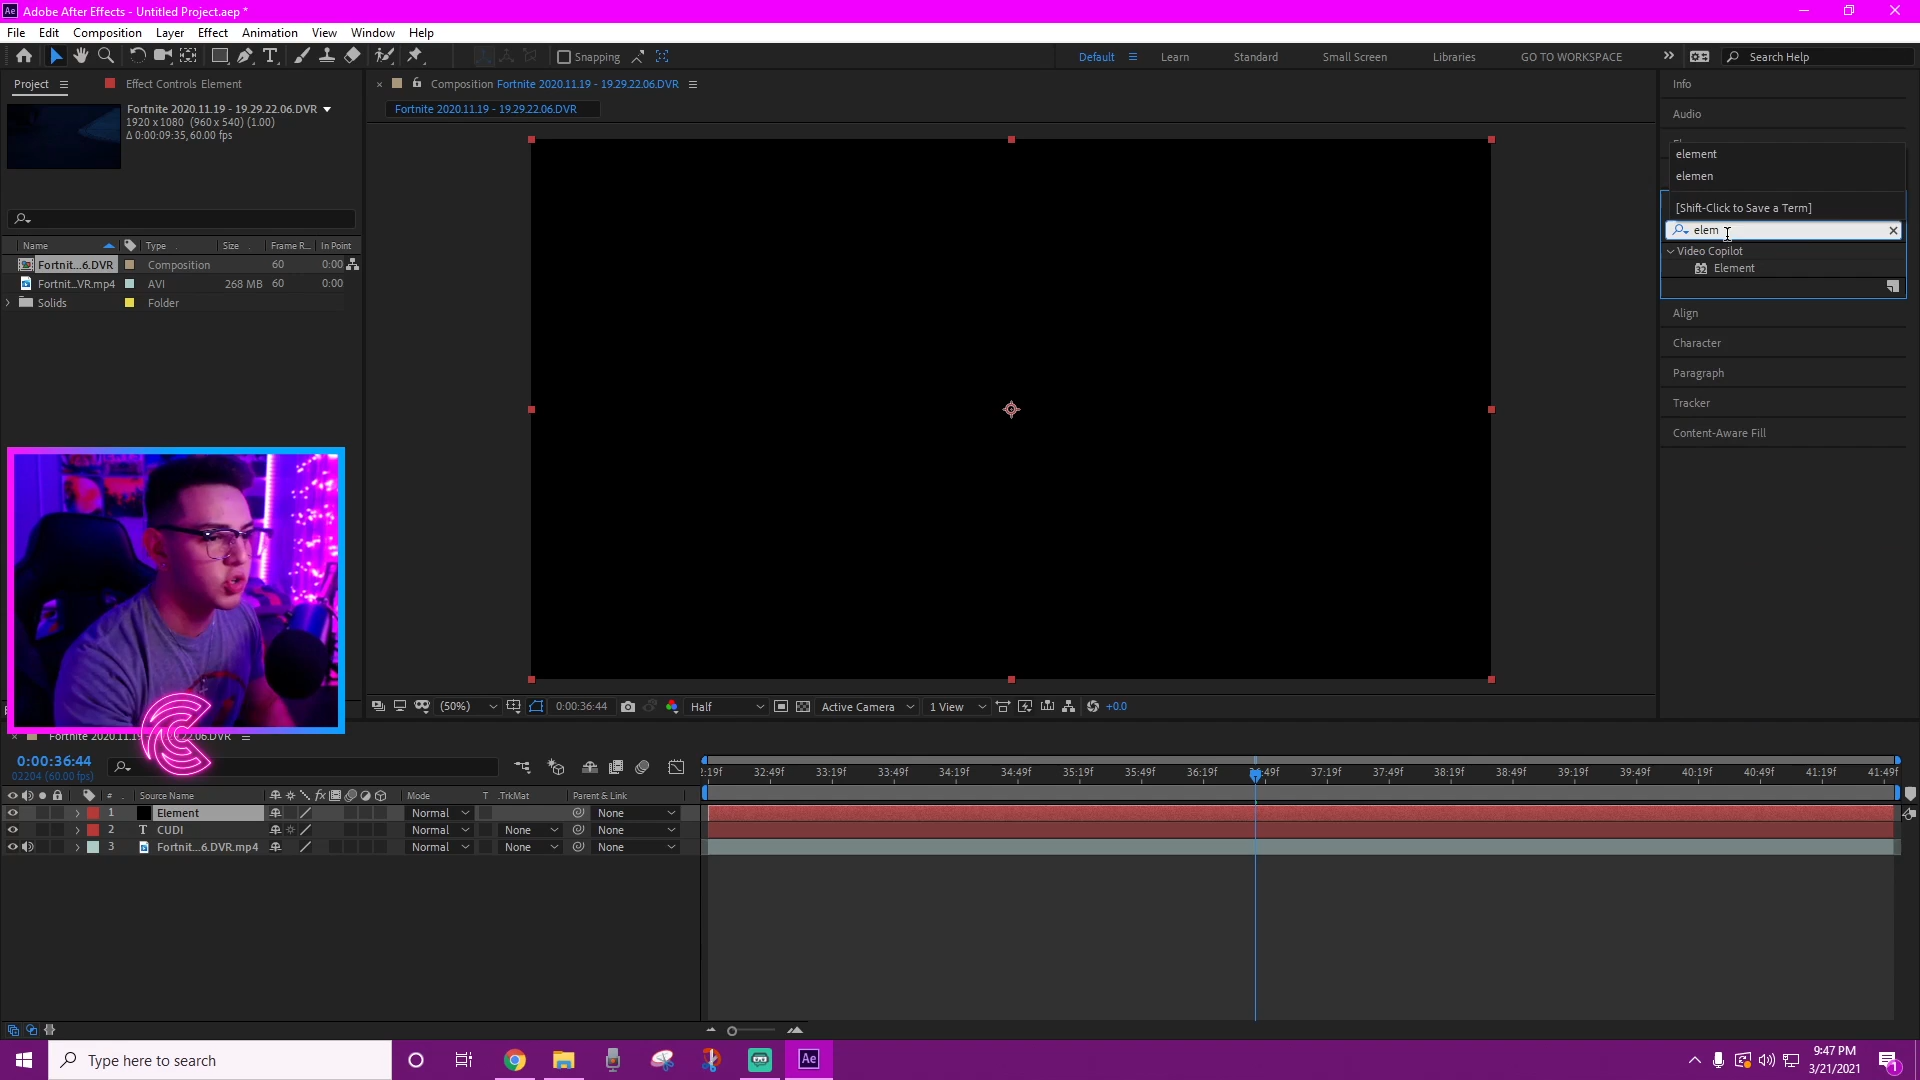 Adobe After Effects - Untitled Project.aep *
File Edit Composition Layer Effect Animation View Window Help
Snapping Default Learn Standard Small Screen Libraries GO TO WORKSPACE Search Help
Project Effect Controls Element
Composition Fortnite 2020.11.19 - 19.29.22.06.DVR
Fortnite 2020.11.19 - 19.29.22.06.DVR
Fortnite 2020.11.19 - 19.29.22.06.DVR
1920 x 1080 (960 x 540) (1.00)
Δ 0:00:09:35, 60.00 fps
Name Type Size Frame R... In Point
Fortnit...6.DVR Composition 60 0:00
Fortnit...VR.mp4 AVI 268 MB 60 0:00
Solids Folder
Info
Audio
element
elemen
[Shift-Click to Save a Term]
elem
Video Copilot
32 Element
Align
Character
Paragraph
Tracker
Content-Aware Fill
(50%) 0:00:36:44 Half Active Camera 1 View +0.0
0:00:36:44
02204 (60.00 fps)
:19f 32:49f 33:19f 33:49f 34:19f 34:49f 35:19f 35:49f 36:19f :49f 37:19f 37:49f 38:19f 38:49f 39:19f 39:49f 40:19f 40:49f 41:19f 41:49f
# Source Name fx Mode T .TrkMat Parent & Link
1 Element Normal None
2 T CUDI Normal None None
3 Fortnit...6.DVR.mp4 Normal None None
Type here to search
Ae
9:47 PM
3/21/2021
1